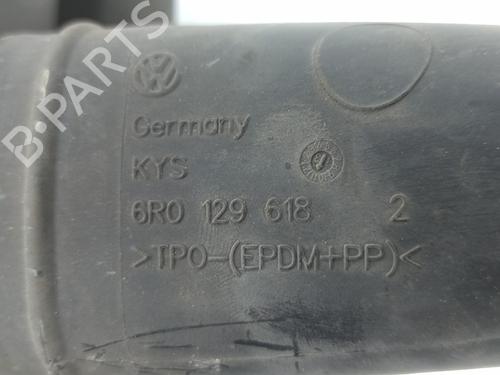 B-PARTS
VW
Germany
KYS
6R0 129 618 2
>TPO-(EPDM+PP)<